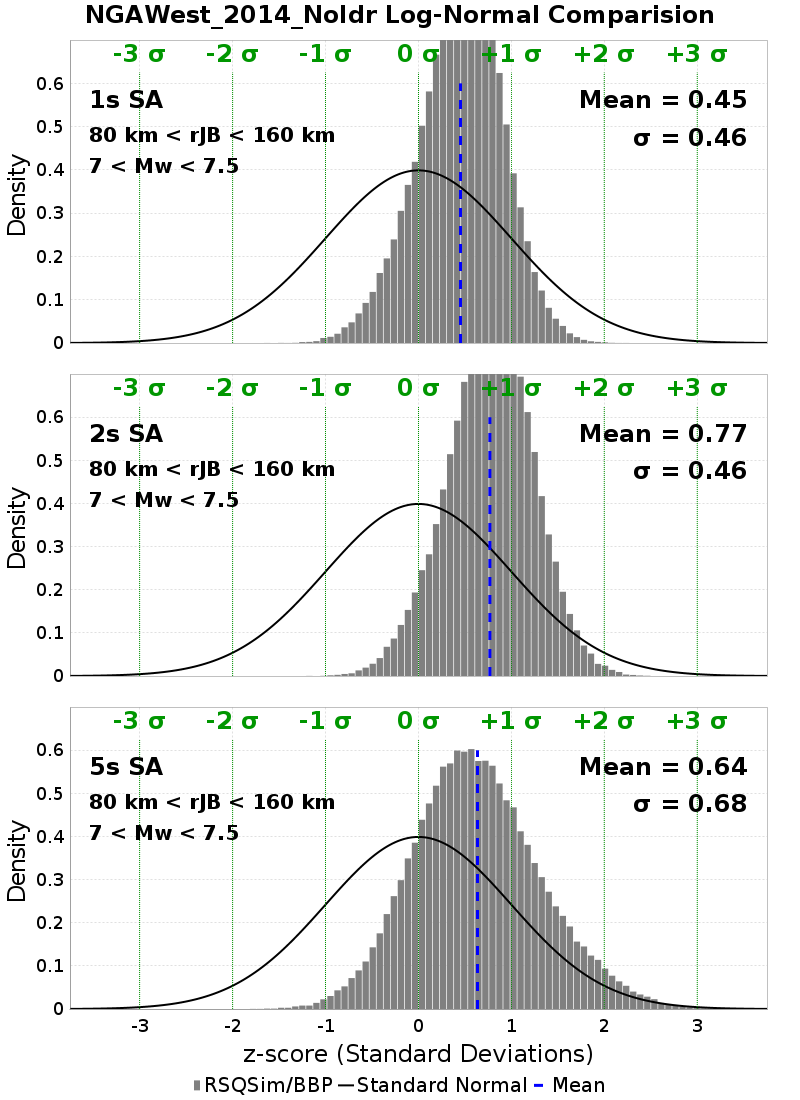 NGAWest_2014_NoIdr Log-Normal Comparision
-3 σ -2 σ -1 σ 0 σ +1 σ +2 σ +3 σ
0.6
1s SA Mean = 0.45
0.5
80 km < rJB < 160 km σ = 0.46
0.4
7 < Mw < 7.5
Density
0.3
0.2
0.1
0
-3 σ -2 σ -1 σ 0 σ +1 σ +2 σ +3 σ
0.6
2s SA Mean = 0.77
0.5
80 km < rJB < 160 km σ = 0.46
0.4
7 < Mw < 7.5
Density
0.3
0.2
0.1
0
-3 σ -2 σ -1 σ 0 σ +1 σ +2 σ +3 σ
0.6
5s SA Mean = 0.64
0.5
80 km < rJB < 160 km σ = 0.68
0.4
7 < Mw < 7.5
Density
0.3
0.2
0.1
0
-3 -2 -1 0 1 2 3
z-score (Standard Deviations)
RSQSim/BBP Standard Normal Mean